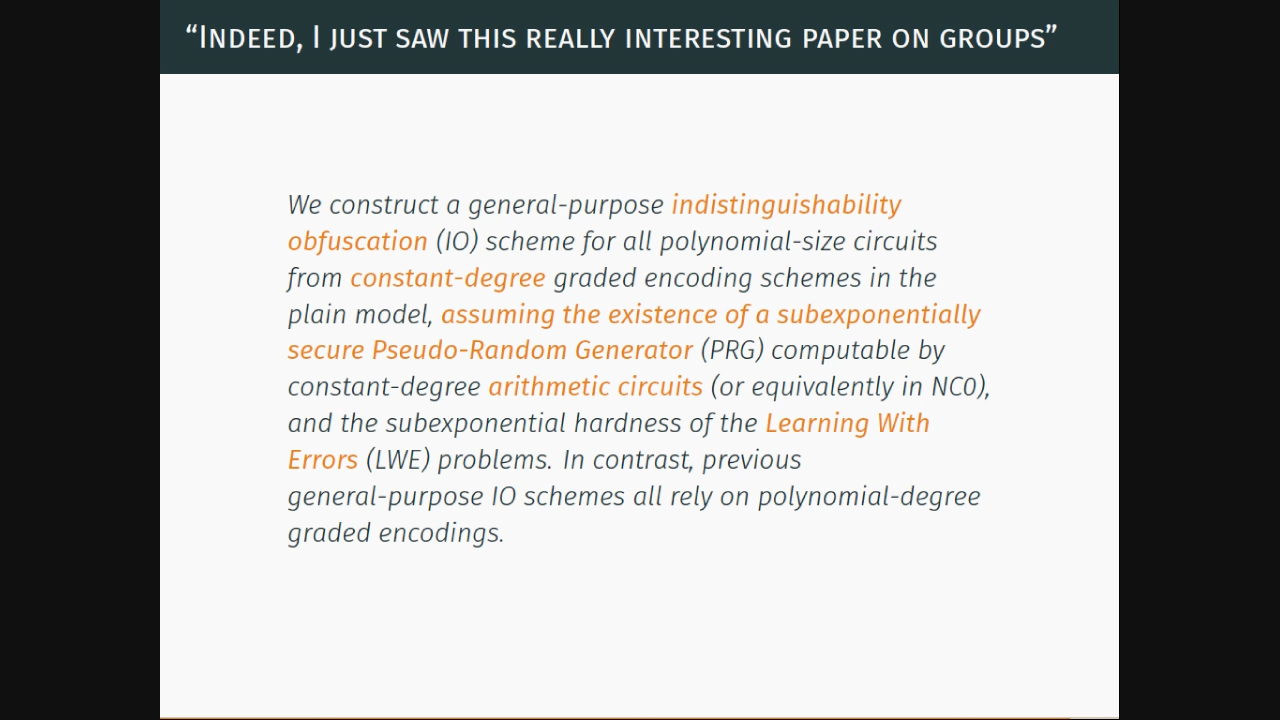 “Indeed, I just saw this really interesting paper on groups”
We construct a general-purpose indistinguishability
obfuscation (IO) scheme for all polynomial-size circuits
from constant-degree graded encoding schemes in the
plain model, assuming the existence of a subexponentially
secure Pseudo-Random Generator (PRG) computable by
constant-degree arithmetic circuits (or equivalently in NC0),
and the subexponential hardness of the Learning With
Errors (LWE) problems. In contrast, previous
general-purpose IO schemes all rely on polynomial-degree
graded encodings.